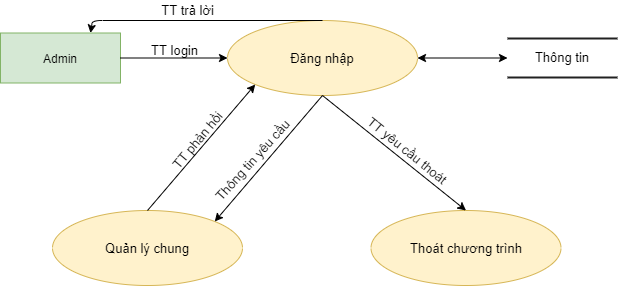 TT trả lời
Admin
TT login
Đăng nhập
Thông tin
TT phản hồi
Thông tin yêu cầu
TT yêu cầu thoát
Quản lý chung
Thoát chương trình